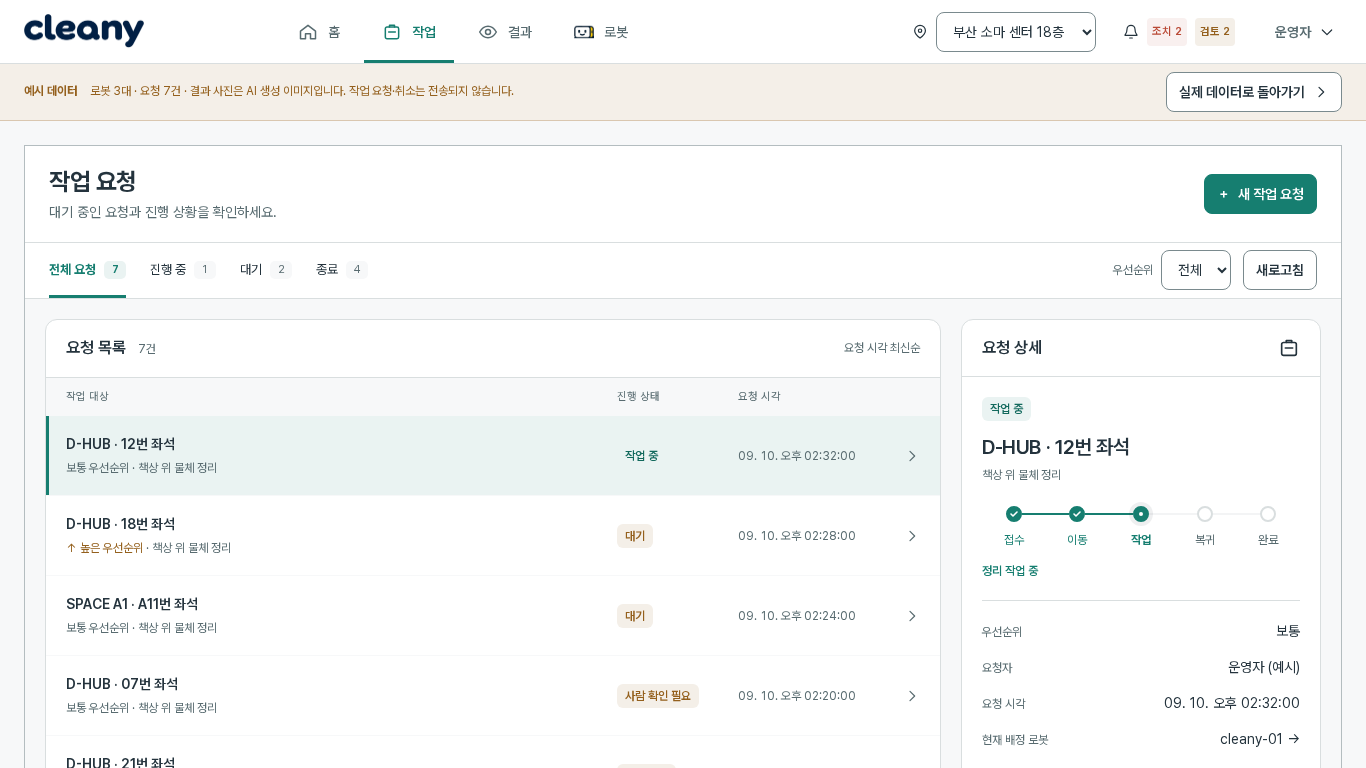 cleany
홈
작업
결과
로봇
부산 소마 센터 18층
조치 2
검토 2
운영자
예시 데이터 로봇 3대 · 요청 7건 · 결과 사진은 AI 생성 이미지입니다. 작업 요청·취소는 전송되지 않습니다.
실제 데이터로 돌아가기
작업 요청
대기 중인 요청과 진행 상황을 확인하세요.
+ 새 작업 요청
전체 요청 7
진행 중 1
대기 2
종료 4
우선순위
전체
새로고침
요청 목록 7건
요청 시각 최신순
작업 대상
진행 상태
요청 시각
D-HUB · 12번 좌석
보통 우선순위 · 책상 위 물체 정리
작업 중
09. 10. 오후 02:32:00
D-HUB · 18번 좌석
↑ 높은 우선순위 · 책상 위 물체 정리
대기
09. 10. 오후 02:28:00
SPACE A1 · A11번 좌석
보통 우선순위 · 책상 위 물체 정리
대기
09. 10. 오후 02:24:00
D-HUB · 07번 좌석
보통 우선순위 · 책상 위 물체 정리
사람 확인 필요
09. 10. 오후 02:20:00
D-HUB · 21번 좌석
요청 상세
작업 중
D-HUB · 12번 좌석
책상 위 물체 정리
접수
이동
작업
복귀
완료
정리 작업 중
우선순위
보통
요청자
운영자 (예시)
요청 시각
09. 10. 오후 02:32:00
현재 배정 로봇
cleany-01 →